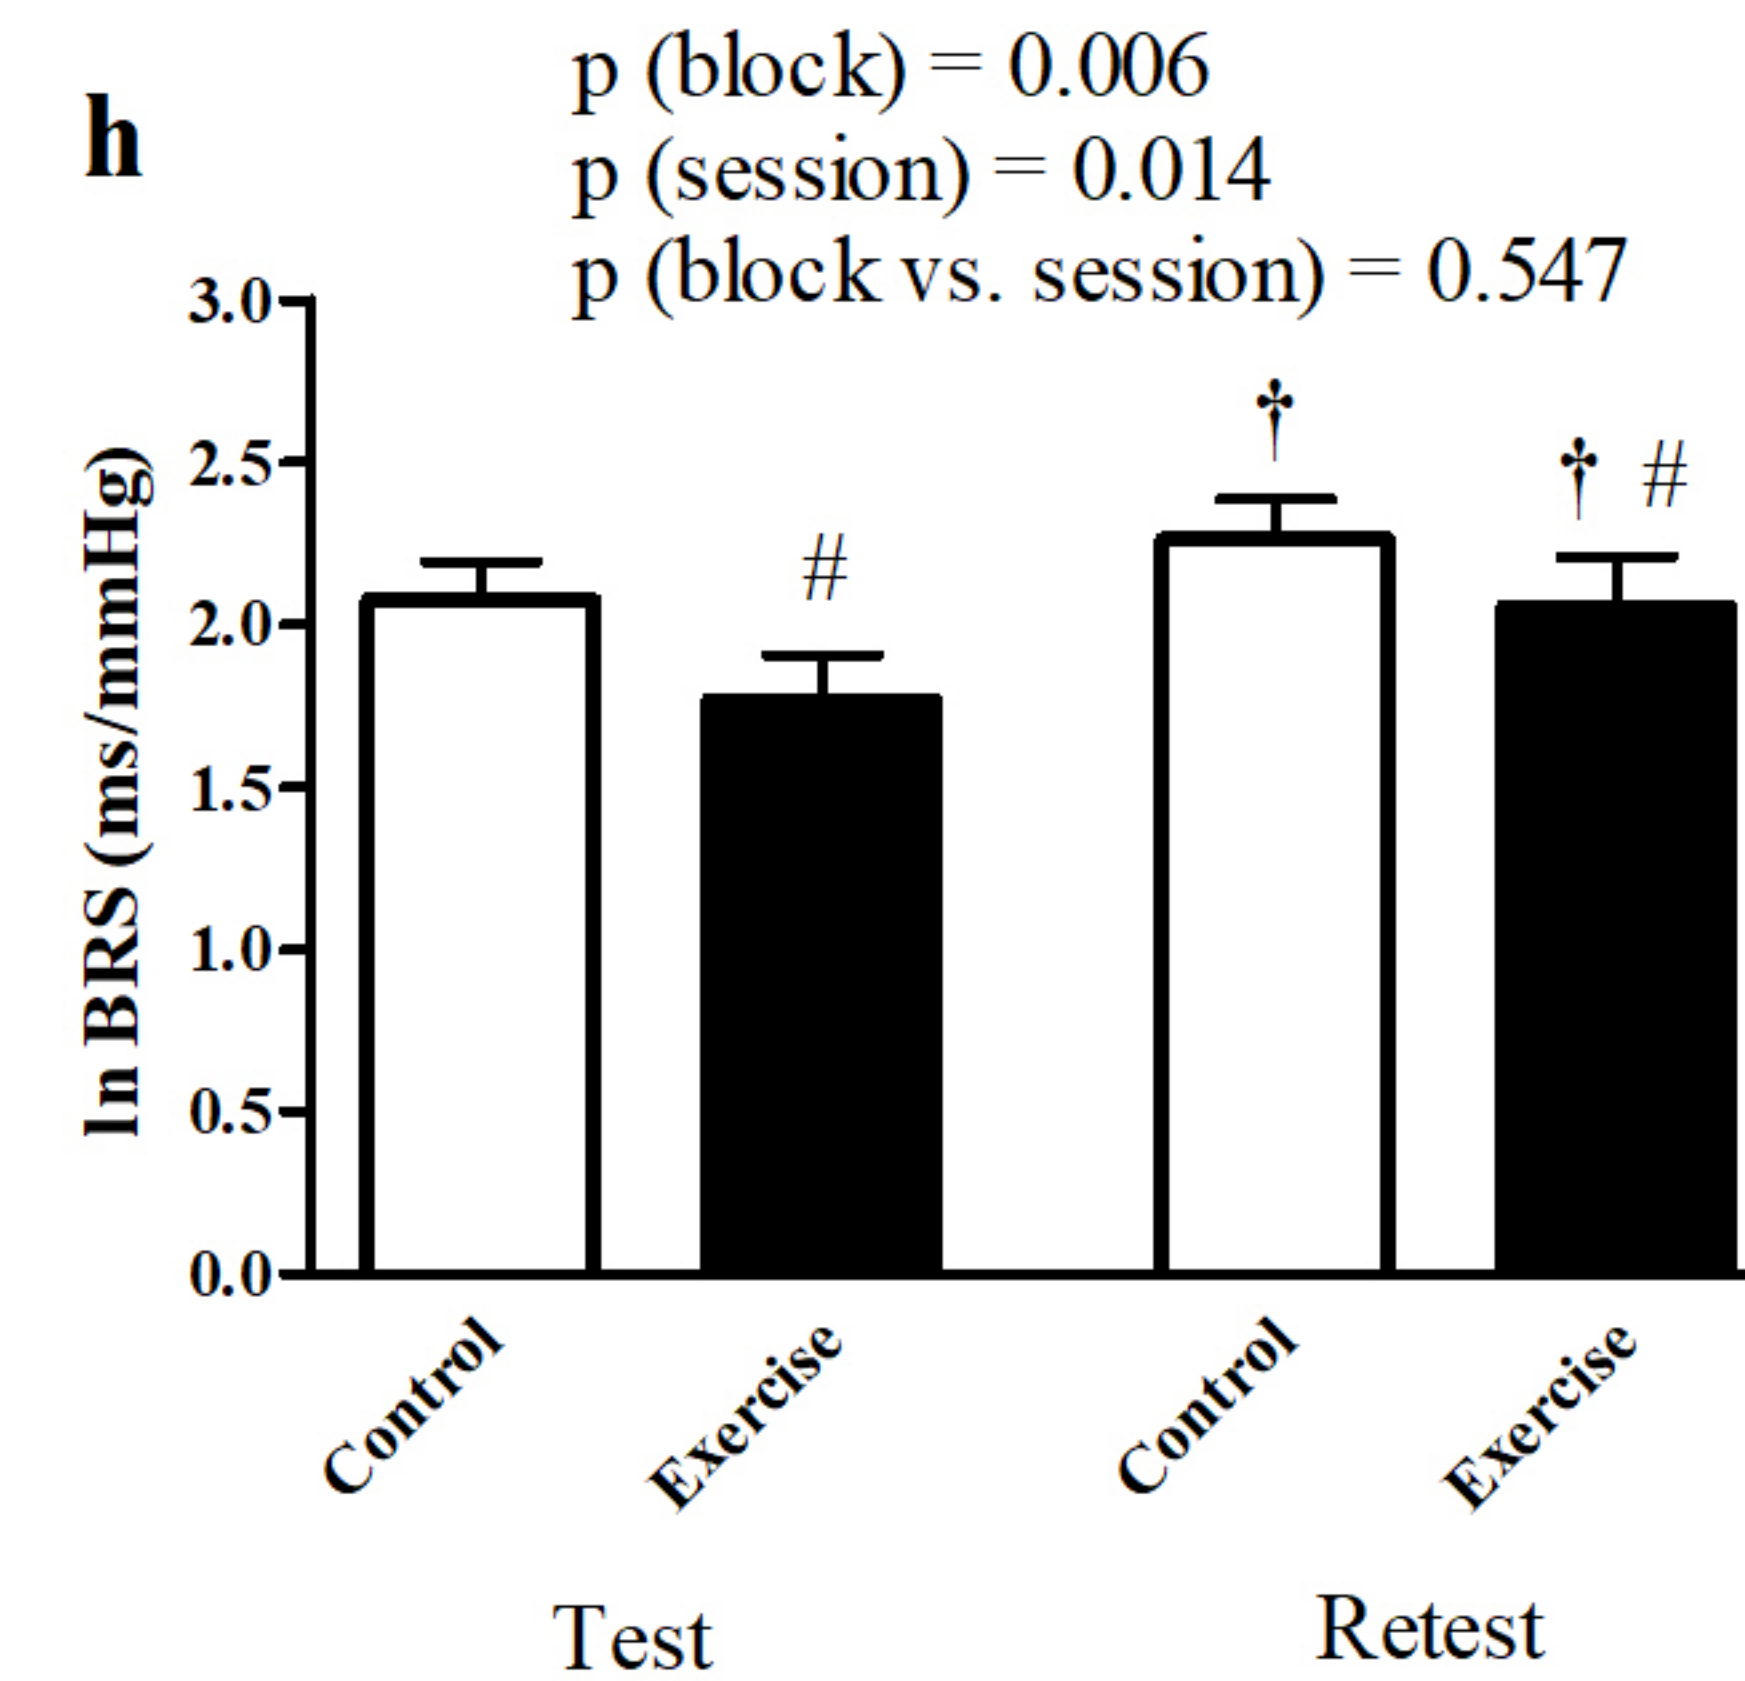 h
p (block) = 0.006
p (session) = 0.014
p (block vs. session) = 0.547
ln BRS (ms/mmHg)
3.0
2.5
2.0
1.5
1.0
0.5
0.0
#
†
† #
Control
Exercise
Control
Exercise
Test
Retest